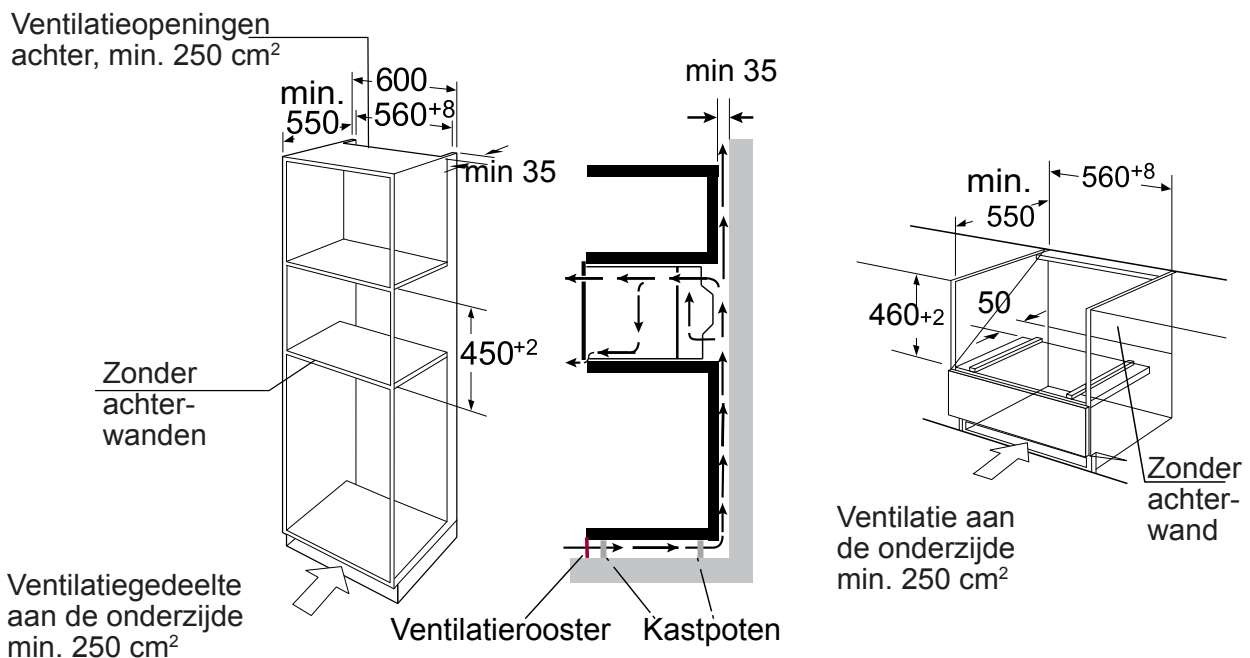 Ventilatieopeningen
achter, min. 250 cm²
600
min.
550
560+8
min 35
450+2
Zonder
achter-
wanden
Ventilatiegedeelte
aan de onderzijde
min. 250 cm²
min 35
Ventilatierooster
Kastpoten
min.
550
560+8
460+2
50
Zonder
achter-
wand
Ventilatie aan
de onderzijde
min. 250 cm²